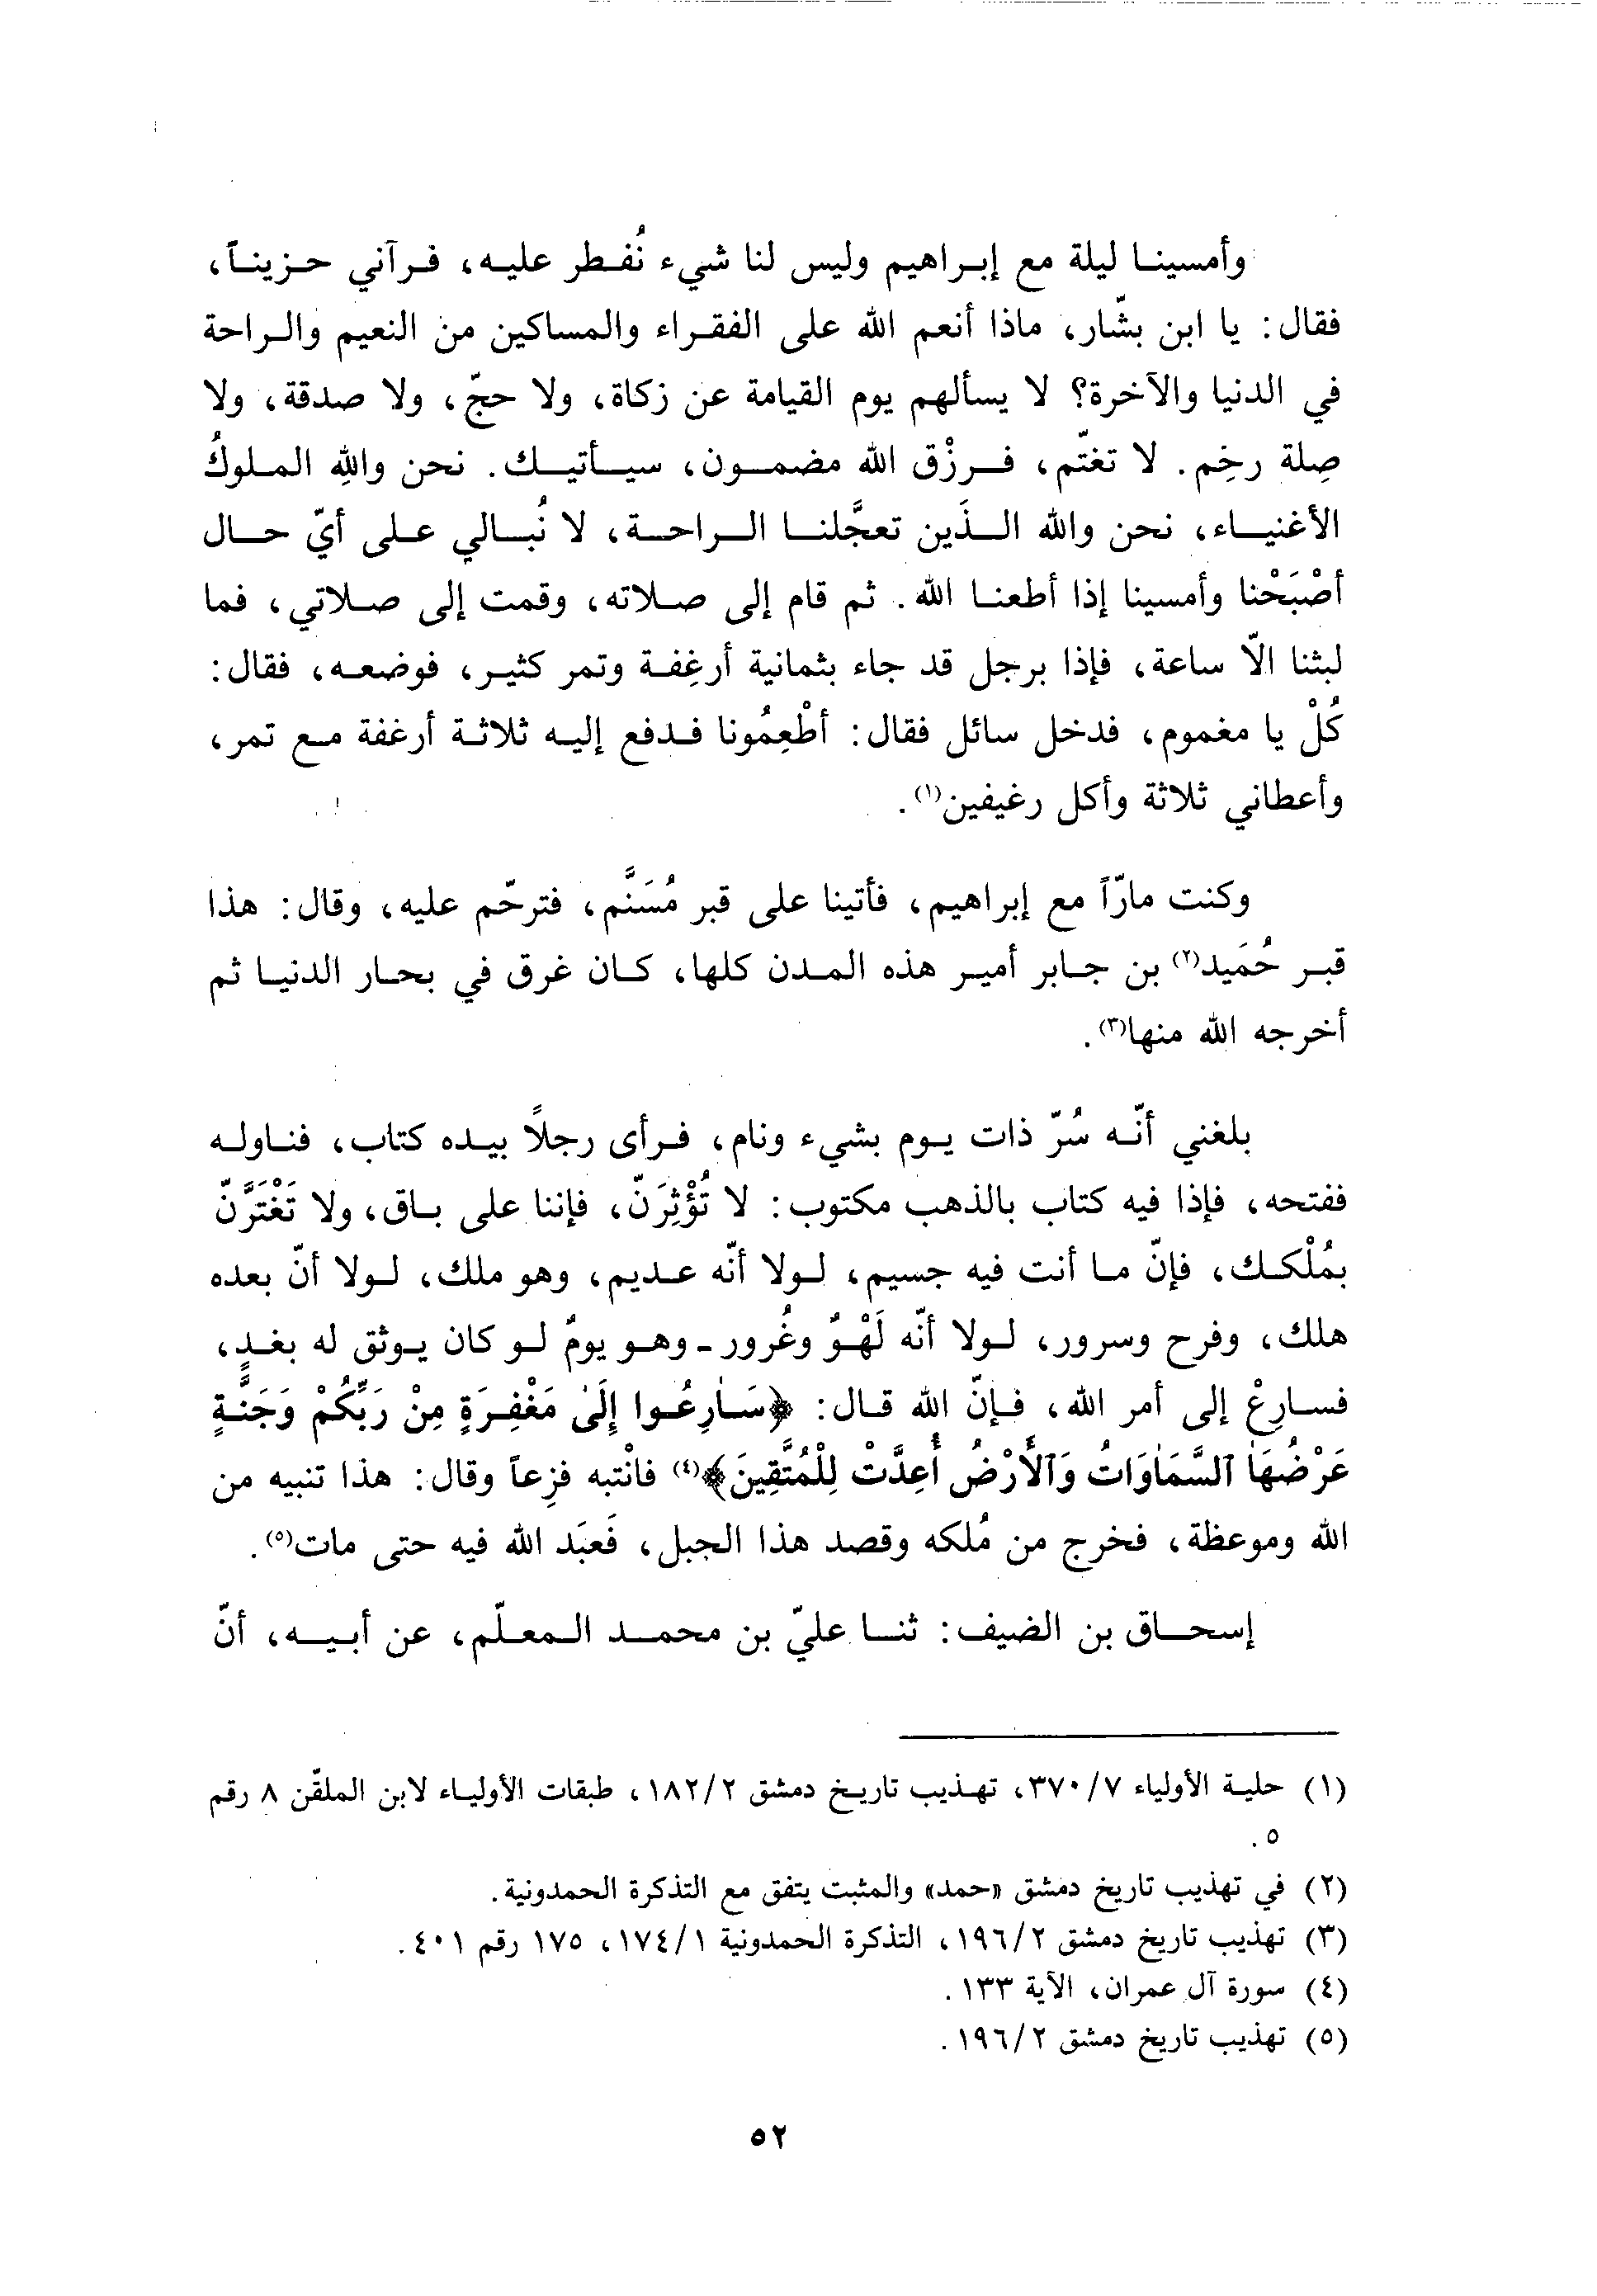 وأمسينا ليلة مع إبراهيم وليس لنا شيء نُفطر عليه، فرآني حزيناً،
فقال: يا ابن بشّار، ماذا أنعم الله على الفقراء والمساكين من النعيم والراحة
في الدنيا والآخرة؟ لا يسألهم يوم القيامة عن زكاة، ولا حجّ، ولا صدقة، ولا
صِلة رحِم. لا تغتّم، فرزْق الله مضمون، سيأتيك. نحن واللهِ الملوكُ
الأغنياء، نحن والله الذَين تعجَّلنا الراحة، لا نُبالي على أيّ حال
أصْبَحْنا وأمسينا إذا أطعنا الله. ثم قام إلى صلاته، وقمت إلى صلاتي، فما
لبثنا الاّ ساعة، فإذا برجل قد جاء بثمانية أرغِفة وتمر كثير، فوضعه، فقال:
كُلْ يا مغموم، فدخل سائل فقال: أطْعِمُونا فدفع إليه ثلاثة أرغفة مع تمر،
وأعطاني ثلاثة وأكل رغيفين(١).
وكنت مارّاً مع إبراهيم، فأتينا على قبر مُسَنَّم، فترحّم عليه، وقال: هذا
قبر حُمَيد(٢) بن جابر أمير هذه المدن كلها، كان غرق في بحار الدنيا ثم
أخرجه الله منها(٣).
بلغني أنّه سُرّ ذات يوم بشيء ونام، فرأى رجلاً بيده كتاب، فناوله
ففتحه، فإذا فيه كتاب بالذهب مكتوب: لا تُؤْثِرَنّ، فإننا على باق، ولا تَغْتَرَّنّ
بمُلْكك، فإنّ ما أنت فيه جسيم، لولا أنّه عديم، وهو ملك، لولا أنّ بعده
هلك، وفرح وسرور، لولا أنّه لَهْوٌ وغُرور ـ وهو يومٌ لو كان يوثق له بغدٍ،
فسارِعْ إلى أمر الله، فإنّ الله قال: ﴿سَارِعُوا إِلَىٰ مَغْفِرَةٍ مِنْ رَبِّكُمْ وَجَنَّةٍ
عَرْضُهَا ٱلسَّمَاوَاتُ وَٱلأَرْضُ أُعِدَّتْ لِلْمُتَّقِينَ﴾(٤) فانْتبه فزِعاً وقال: هذا تنبيه من
الله وموعظة، فخرج من مُلكه وقصد هذا الجبل، فَعبَد الله فيه حتى مات(٥).
إسحاق بن الضيف: ثنا عليّ بن محمد المعلّم، عن أبيه، أنّ
(١) حلية الأولياء ٣٧٠/٧، تهذيب تاريخ دمشق ١٨٢/٢، طبقات الأولياء لابن الملقّن ٨ رقم
٥.
(٢) في تهذيب تاريخ دمشق «حمد» والمثبت يتفق مع التذكرة الحمدونية.
(٣) تهذيب تاريخ دمشق ١٩٦/٢، التذكرة الحمدونية ١٧٤/١، ١٧٥ رقم ٤٠١.
(٤) سورة آل عمران، الآية ١٣٣.
(٥) تهذيب تاريخ دمشق ١٩٦/٢.
٥٢